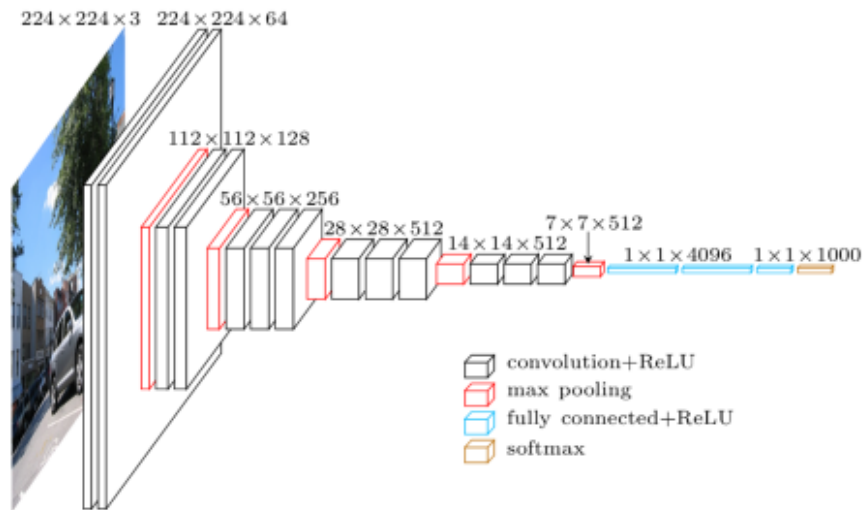 224×224×3
224×224×64
112×112×128
56×56×256
28×28×512
14×14×512
7×7×512
1×1×4096
1×1×1000
convolution+ReLU
max pooling
fully connected+ReLU
softmax